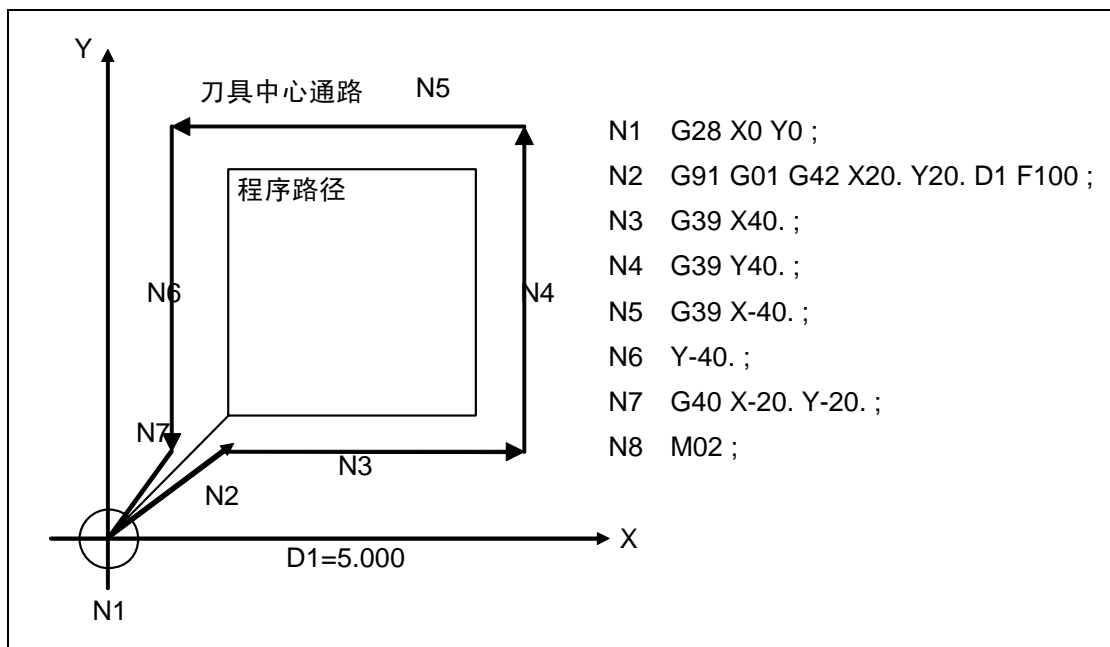 Y
刀具中心通路 N5
程序路径
N6
N4
N7
N3
N2
X
D1=5.000
N1
N1 G28 X0 Y0 ;
N2 G91 G01 G42 X20. Y20. D1 F100 ;
N3 G39 X40. ;
N4 G39 Y40. ;
N5 G39 X-40. ;
N6 Y-40. ;
N7 G40 X-20. Y-20. ;
N8 M02 ;